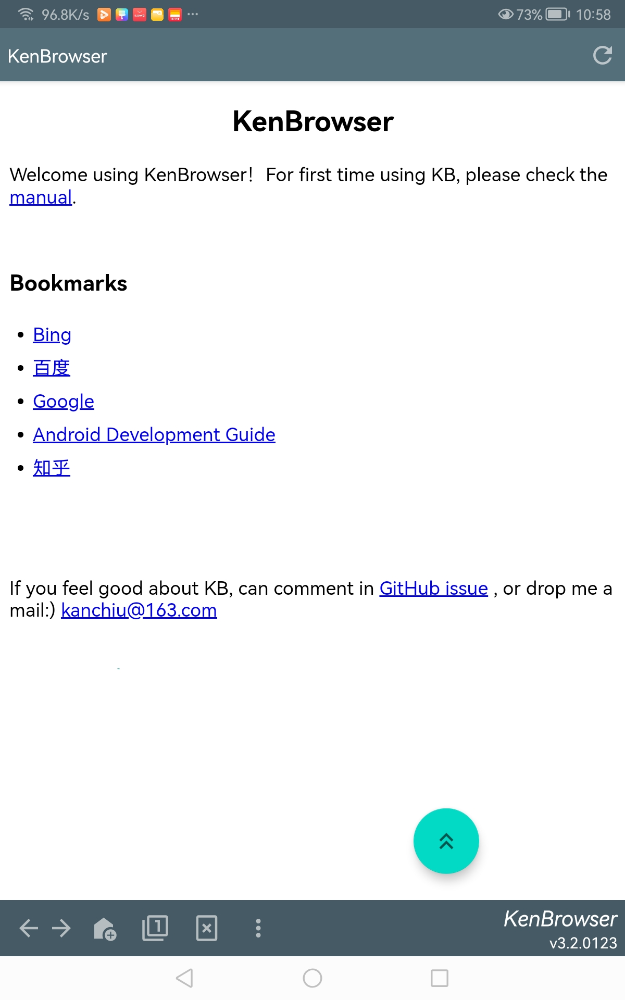 96.8K/s 73% 10:58
KenBrowser
KenBrowser
Welcome using KenBrowser！ For first time using KB, please check the
manual.
Bookmarks
• Bing
• 百度
• Google
• Android Development Guide
• 知乎
If you feel good about KB, can comment in GitHub issue , or drop me a
mail:) kanchiu@163.com
1
KenBrowser
v3.2.0123